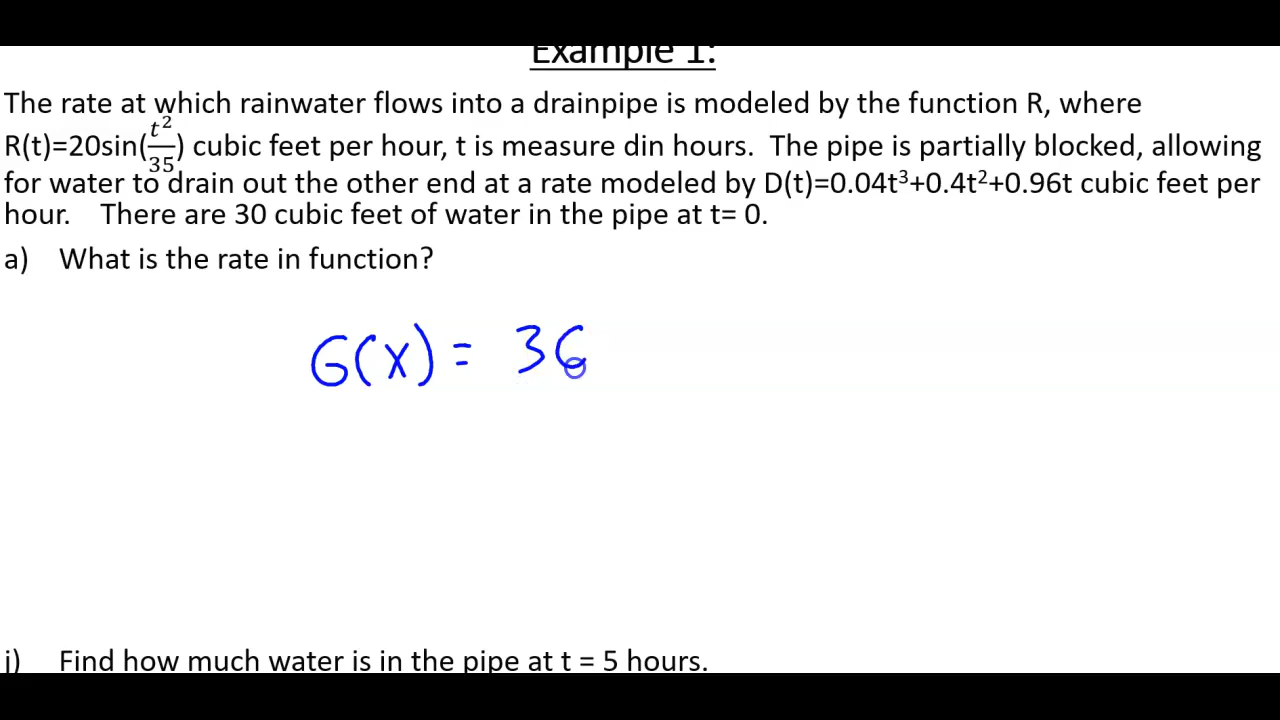 Example 1:
The rate at which rainwater flows into a drainpipe is modeled by the function R, where
R(t)=20sin(t²/35) cubic feet per hour, t is measure din hours.  The pipe is partially blocked, allowing
for water to drain out the other end at a rate modeled by D(t)=0.04t³+0.4t²+0.96t cubic feet per
hour.    There are 30 cubic feet of water in the pipe at t= 0.
a)    What is the rate in function?
G(x) = 36
j)    Find how much water is in the pipe at t = 5 hours.